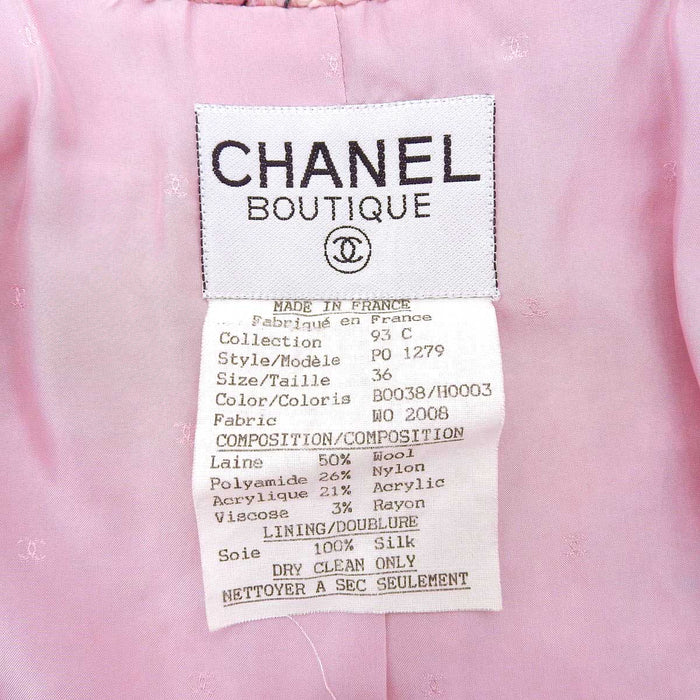 CHANEL
BOUTIQUE
MADE IN FRANCE
Fabriqué en France
Collection 93 C
Style/Modèle PO 1279
Size/Taille 36
Color/Coloris B0038/H0003
Fabric WO 2008
COMPOSITION/COMPOSITION
Laine 50% Wool
Polyamide 26% Nylon
Acrylique 21% Acrylic
Viscose 3% Rayon
LINING/DOUBLURE
Soie 100% Silk
DRY CLEAN ONLY
NETTOYER A SEC SEULEMENT